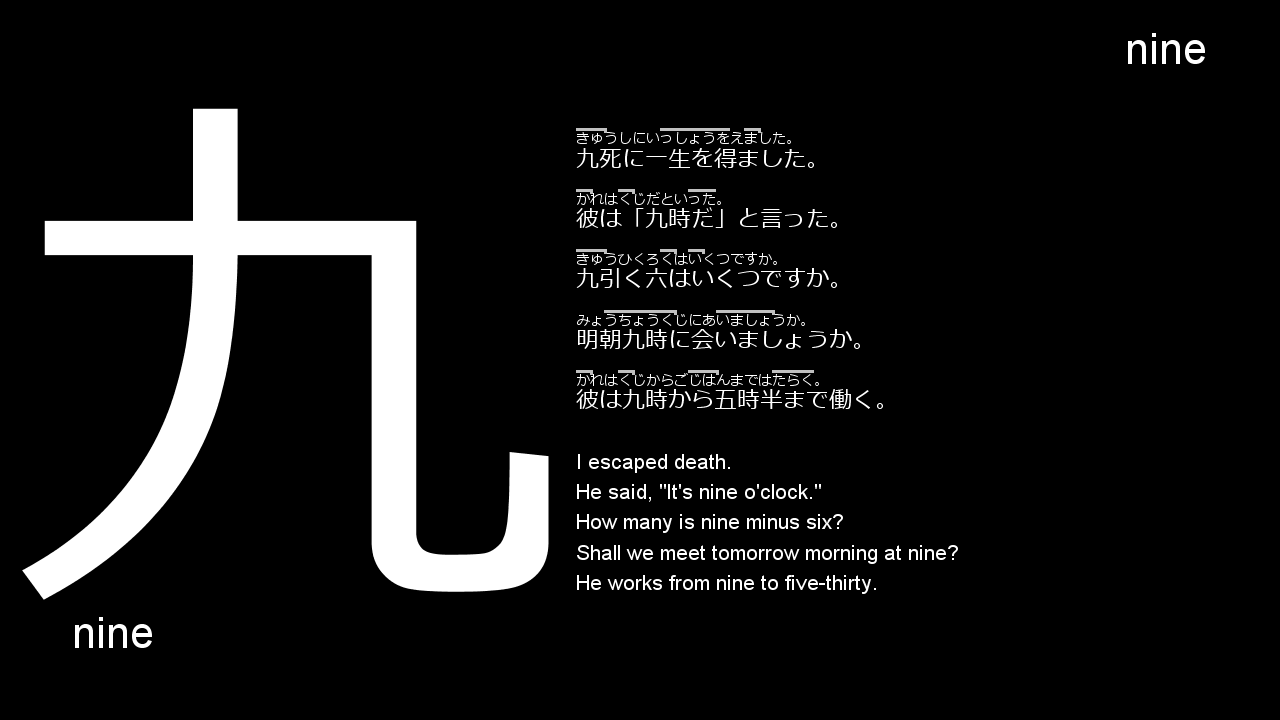 nine
九
きゅうしにいっしょうをえました。
九死に一生を得ました。
かれはくじだといった。
彼は「九時だ」と言った。
きゅうひくろくはいくつですか。
九引く六はいくつですか。
みょうちょうくじにあいましょうか。
明朝九時に会いましょうか。
かれはくじからごじはんまではたらく。
彼は九時から五時半まで働く。
I escaped death.
He said, "It's nine o'clock."
How many is nine minus six?
Shall we meet tomorrow morning at nine?
He works from nine to five-thirty.
nine